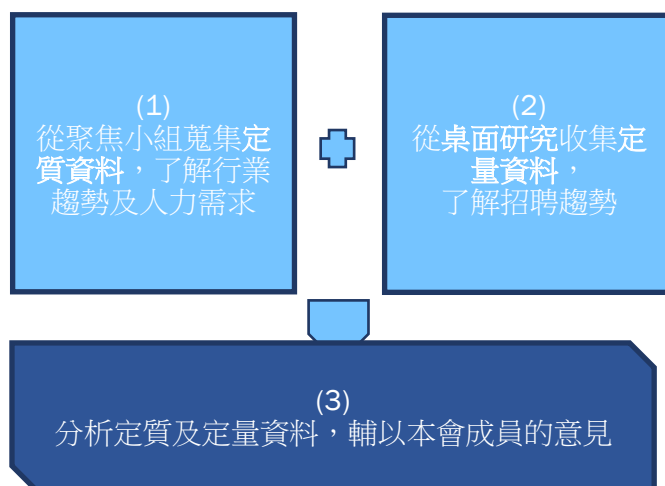 (1)
從聚焦小組蒐集定
質資料，了解行業
趨勢及人力需求
(2)
從桌面研究收集定
量資料，
了解招聘趨勢
(3)
分析定質及定量資料，輔以本會成員的意見